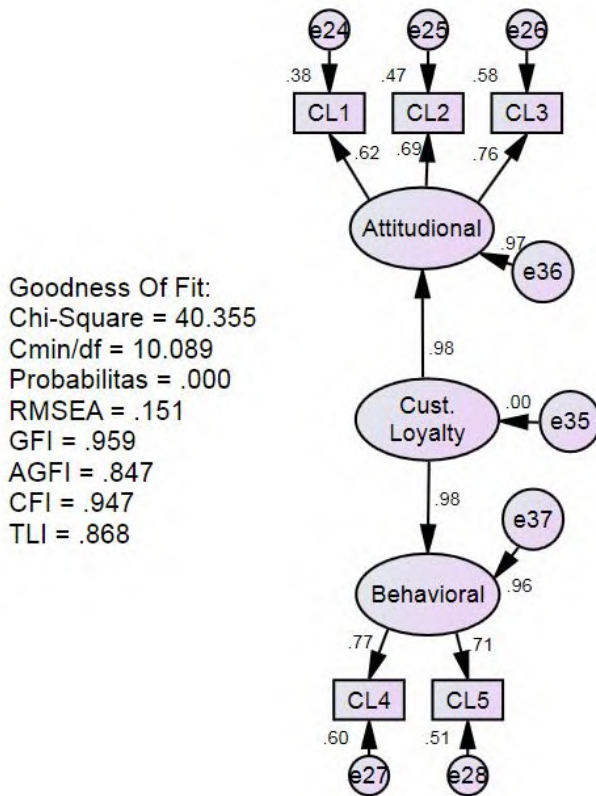 e24 e25 e26
.38 .47 .58
CL1 CL2 CL3
.62 .69 .76
Attitudional
.97
e36
Goodness Of Fit:
Chi-Square = 40.355
Cmin/df = 10.089
Probabilitas = .000
RMSEA = .151
GFI = .959
AGFI = .847
CFI = .947
TLI = .868
.98
Cust.
Loyalty
.00
e35
.98
e37
Behavioral
.96
.77 .71
CL4 CL5
.60 .51
e27 e28